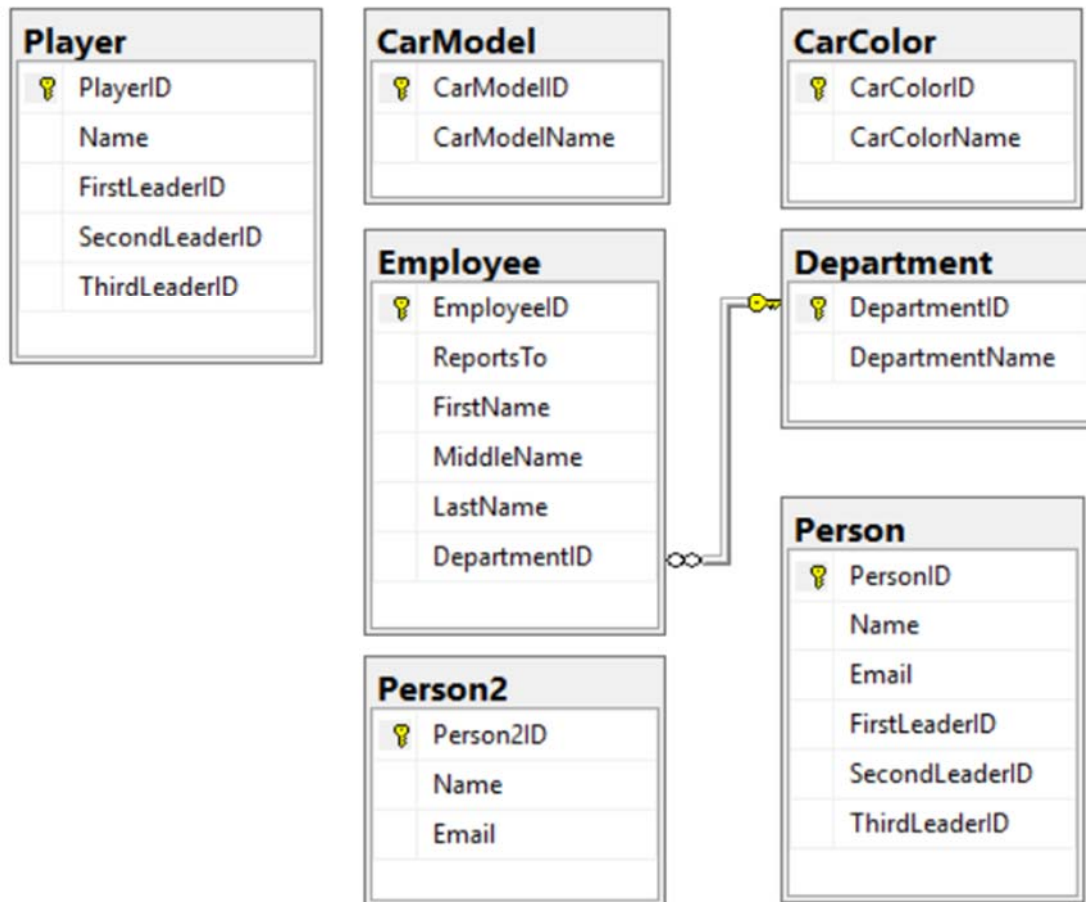 Player
PlayerID
Name
FirstLeaderID
SecondLeaderID
ThirdLeaderID
CarModel
CarModelID
CarModelName
CarColor
CarColorID
CarColorName
Employee
EmployeeID
ReportsTo
FirstName
MiddleName
LastName
DepartmentID
Department
DepartmentID
DepartmentName
Person2
Person2ID
Name
Email
Person
PersonID
Name
Email
FirstLeaderID
SecondLeaderID
ThirdLeaderID